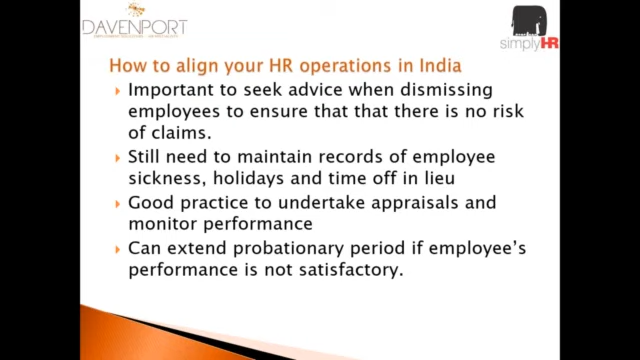 DAVENPORT
simplyHR
How to align your HR operations in India
Important to seek advice when dismissing
employees to ensure that that there is no risk
of claims.
Still need to maintain records of employee
sickness, holidays and time off in lieu
Good practice to undertake appraisals and
monitor performance
Can extend probationary period if employee's
performance is not satisfactory.